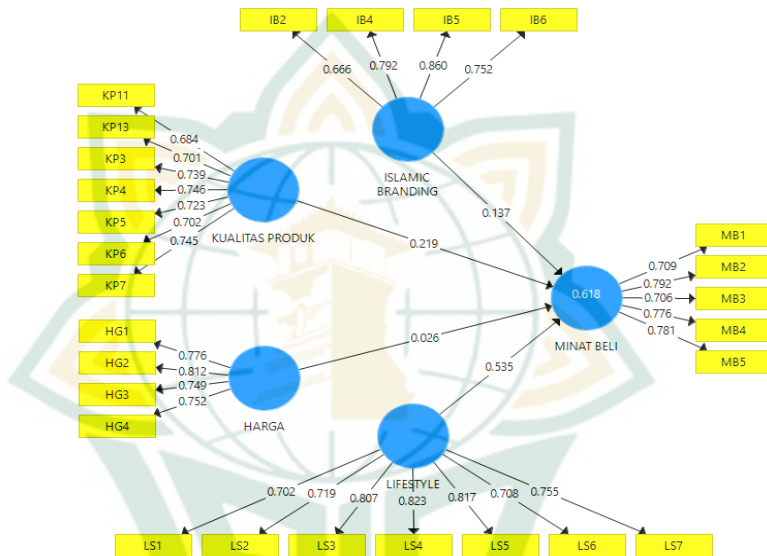 IB2
IB4
IB5
IB6
0.666
0.792
0.860
0.752
ISLAMIC
BRANDING
KP11
KP13
KP3
KP4
KP5
KP6
KP7
0.684
0.701
0.739
0.746
0.723
0.702
0.745
KUALITAS PRODUK
0.137
0.219
0.026
0.535
HG1
HG2
HG3
HG4
0.776
0.812
0.749
0.752
HARGA
0.618
MINAT BELI
0.709
0.792
0.706
0.776
0.781
MB1
MB2
MB3
MB4
MB5
LIFESTYLE
0.702
0.719
0.807
0.823
0.817
0.708
0.755
LS1
LS2
LS3
LS4
LS5
LS6
LS7